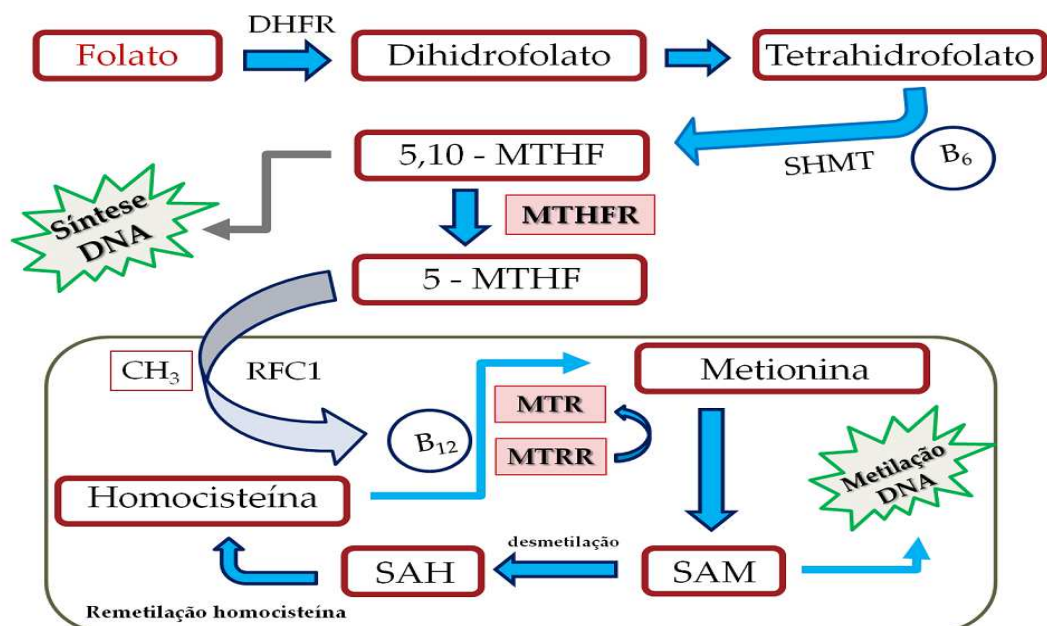 DHFR
Folato
Dihidrofolato
Tetrahidrofolato
5,10 - MTHF
SHMT
B₆
Síntese
DNA
MTHFR
5 - MTHF
CH₃
RFC1
Metionina
MTR
B₁₂
MTRR
Metilação
DNA
Homocisteína
desmetilação
SAH
SAM
Remetilação homocisteína